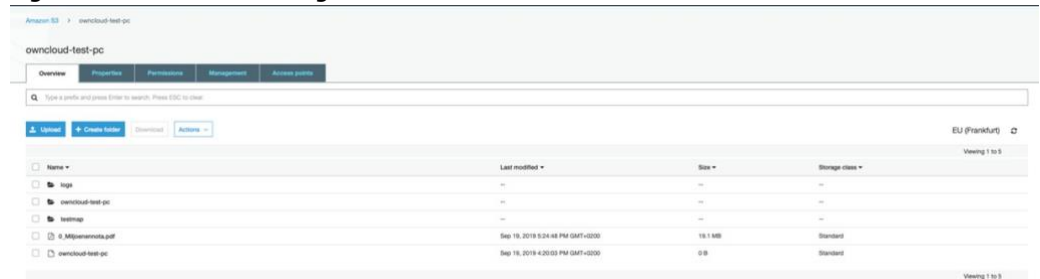 Amazon S3 > owncloud-test-pc
owncloud-test-pc
Overview Properties Permissions Management Access points
Type a prefix and press Enter to search. Press ESC to clear.
Upload + Create folder Download Actions
EU (Frankfurt)
Viewing 1 to 5
Name Last modified Size Storage class
logs -- -- --
owncloud-test-pc -- -- --
testmap -- -- --
0_Miljoenennota.pdf Sep 19, 2019 5:24:48 PM GMT+0200 19.1 MB Standard
owncloud-test-pc Sep 19, 2019 4:20:03 PM GMT+0200 0 B Standard
Viewing 1 to 5